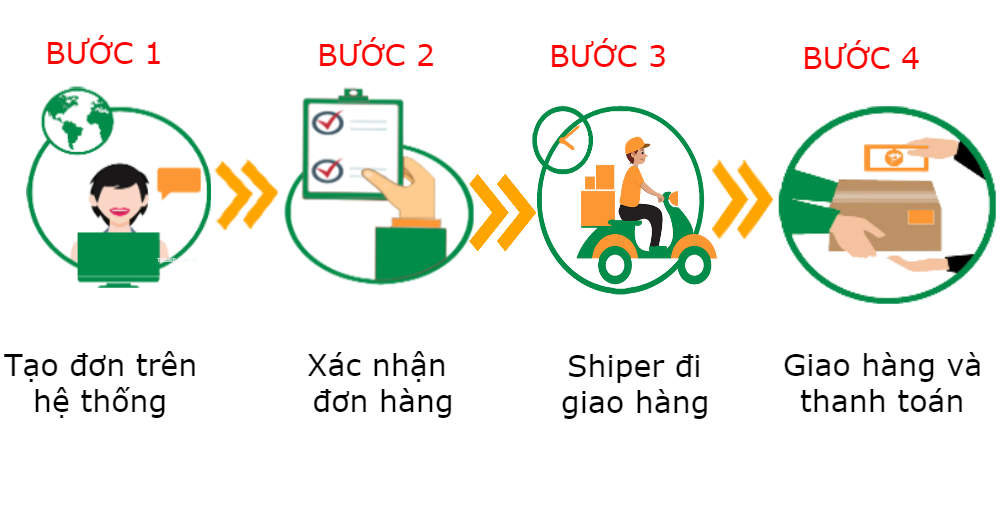 BƯỚC 1
BƯỚC 2
BƯỚC 3
BƯỚC 4
Tạo đơn trên
hệ thống
Xác nhận
đơn hàng
Shiper đi
giao hàng
Giao hàng và
thanh toán